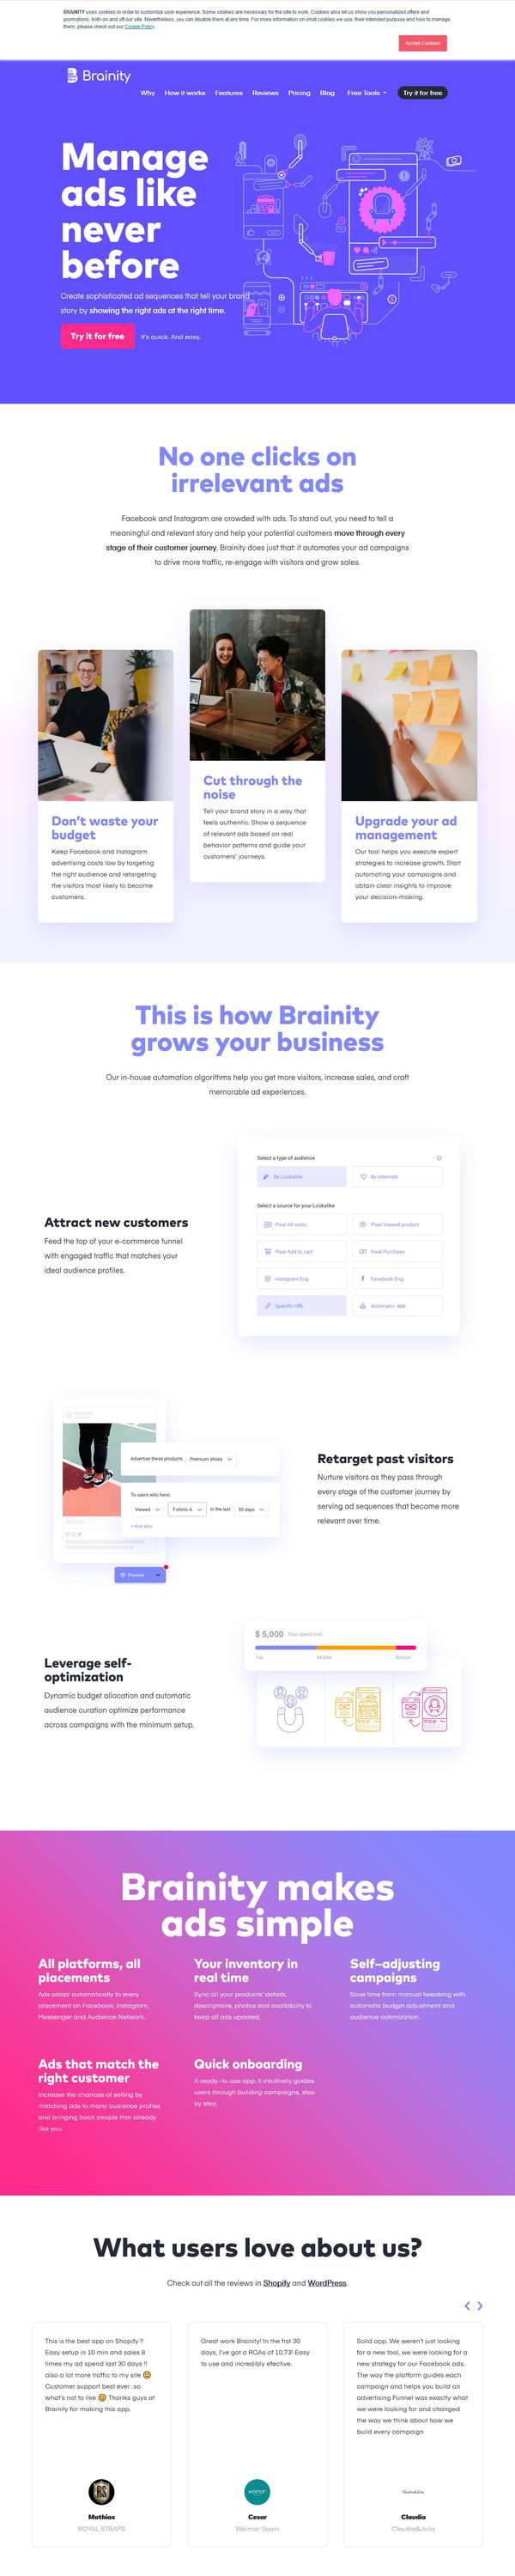 BRAINITY uses cookies in order to customize user experience. Some cookies are necessary for the site to work. Cookies also let us show you personalized offers and
promotions, both on and off our site. Nevertheless, you can disable them at any time. For more information on what cookies we use, their intended purpose and how to manage
them, please check out our Cookie Policy.
Accept Cookies
Brainity
Why How it works Features Reviews Pricing Blog Free Tools Try it for free
Manage
ads like
never
before
Create sophisticated ad sequences that tell your brand
story by showing the right ads at the right time.
Try it for free It's quick. And easy.
No one clicks on
irrelevant ads
Facebook and Instagram are crowded with ads. To stand out, you need to tell a
meaningful and relevant story and help your potential customers move through every
stage of their customer journey. Brainity does just that: it automates your ad campaigns
to drive more traffic, re-engage with visitors and grow sales.
Don't waste your
budget
Keep Facebook and Instagram
advertising costs low by targeting
the right audience and retargeting
the visitors most likely to become
customers.
Cut through the
noise
Tell your brand story in a way that
feels authentic. Show a sequence
of relevant ads based on real
behavior patterns and guide your
customers' journeys.
Upgrade your ad
management
Our tool helps you execute expert
strategies to increase growth. Start
automating your campaigns and
obtain clear insights to improve
your decision-making.
This is how Brainity
grows your business
Our in-house automation algorithms help you get more visitors, increase sales, and craft
memorable ad experiences.
Attract new customers
Feed the top of your e-commerce funnel
with engaged traffic that matches your
ideal audience profiles.
Select a type of audience
By Lookalike By Interests
Select a source for your Lookalike
Pixel All visits Pixel Viewed product
Pixel Add to cart Pixel Purchase
Instagram Eng. Facebook Eng.
Specific URL Automatic
Advertise these products Premium shoes
To users who have:
Viewed T-shirts A in the last 30 days
+ And also
Preview
Retarget past visitors
Nurture visitors as they pass through
every stage of the customer journey by
serving ad sequences that become more
relevant over time.
Leverage self-
optimization
Dynamic budget allocation and automatic
audience curation optimize performance
across campaigns with the minimum setup.
$ 5,000 Your spend limit
Top Middle Bottom
Brainity makes
ads simple
All platforms, all
placements
Ads adapt automatically to every
placement on Facebook, Instagram,
Messenger and Audience Network.
Your inventory in
real time
Sync all your products' details,
descriptions, photos and availability to
keep all ads updated.
Self-adjusting
campaigns
Save time from manual tweaking with
automatic budget adjustment and
audience optimization.
Ads that match the
right customer
Increase the chances of selling by
matching ads to many audience profiles
and bringing back people that already
like you.
Quick onboarding
A ready-to-use app. It intuitively guides
users through building campaigns, step
by step.
What users love about us?
Check out all the reviews in Shopify and WordPress.
This is the best app on Shopify !!
Easy setup in 10 min and sales 8
times my ad spend last 30 days !!
also a lot more traffic to my site
Customer support best ever...so
what's not to like Thanks guys at
Brainify for making this app.
Mathias
ROYAL STRAPS
Great work Brainity! In the frst 30
days, I've got a ROAs of 10.73! Easy
to use and incredibly efective.
weimar
Cesar
Weimar Spain
Solid app. We weren't just looking
for a new tool, we were looking for a
new strategy for our Facebook ads.
The way the platform guides each
campaign and helps you build an
advertising Funnel was exactly what
we were looking for and changed
the way we think about how we
build every campaign
Claudia
Claudia&Julia